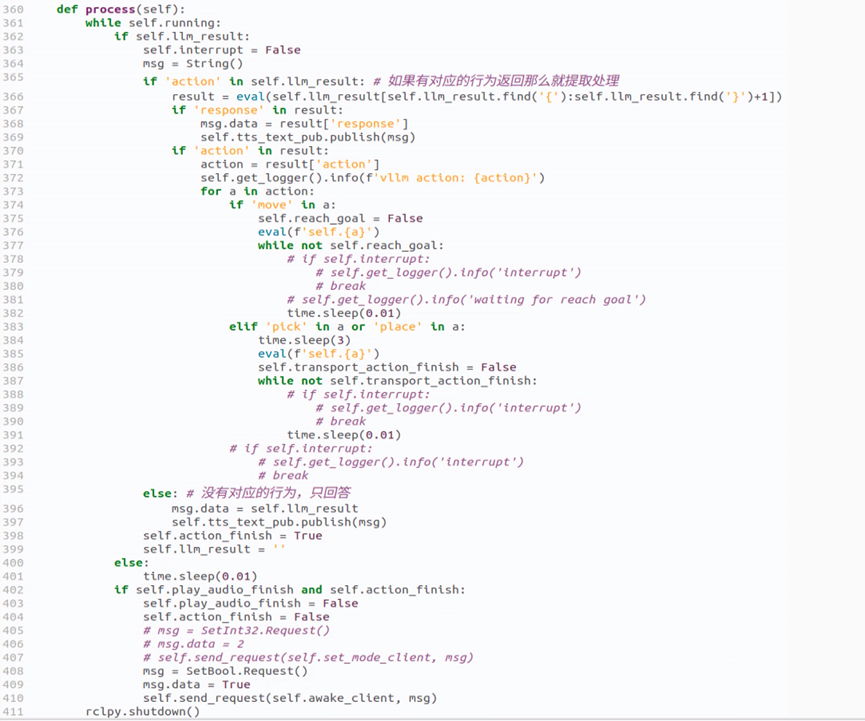 360 def process(self):
361     while self.running:
362         if self.llm_result:
363             self.interrupt = False
364             msg = String()
365             if 'action' in self.llm_result: # 如果有对应的行为返回那么就提取处理
366                 result = eval(self.llm_result[self.llm_result.find('{'):self.llm_result.find('}')+1])
367                 if 'response' in result:
368                     msg.data = result['response']
369                     self.tts_text_pub.publish(msg)
370                 if 'action' in result:
371                     action = result['action']
372                     self.get_logger().info(f'vllm action: {action}')
373                     for a in action:
374                         if 'move' in a:
375                             self.reach_goal = False
376                             eval(f'self.{a}')
377                             while not self.reach_goal:
378                                 # if self.interrupt:
379                                     # self.get_logger().info('interrupt')
380                                     # break
381                                 # self.get_logger().info('waiting for reach goal')
382                                 time.sleep(0.01)
383                         elif 'pick' in a or 'place' in a:
384                             time.sleep(3)
385                             eval(f'self.{a}')
386                             self.transport_action_finish = False
387                             while not self.transport_action_finish:
388                                 # if self.interrupt:
389                                     # self.get_logger().info('interrupt')
390                                     # break
391                                 time.sleep(0.01)
392                         # if self.interrupt:
393                             # self.get_logger().info('interrupt')
394                             # break
395             else: # 没有对应的行为，只回答
396                 msg.data = self.llm_result
397                 self.tts_text_pub.publish(msg)
398             self.action_finish = True
399             self.llm_result = ''
400         else:
401             time.sleep(0.01)
402         if self.play_audio_finish and self.action_finish:
403             self.play_audio_finish = False
404             self.action_finish = False
405             # msg = SetInt32.Request()
406             # msg.data = 2
407             # self.send_request(self.set_mode_client, msg)
408             msg = SetBool.Request()
409             msg.data = True
410             self.send_request(self.awake_client, msg)
411     rclpy.shutdown()